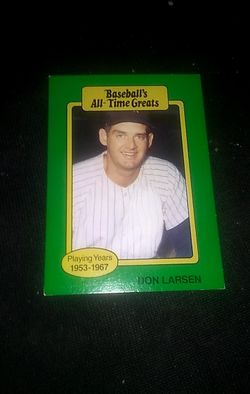 Baseball's
All-Time Greats
Playing Years
1953-1967
DON LARSEN